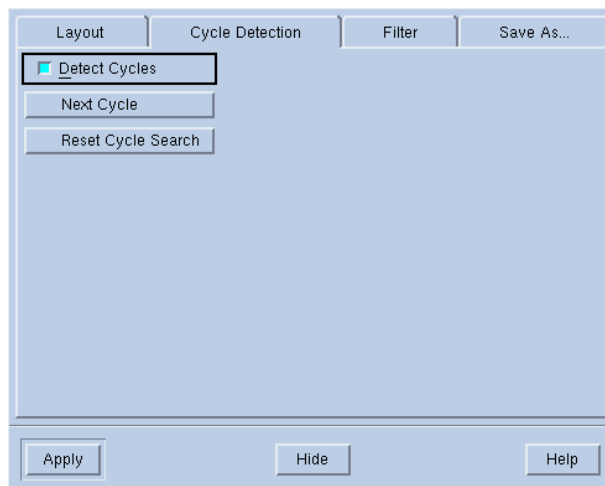 Layout Cycle Detection Filter Save As...
Detect Cycles
Next Cycle
Reset Cycle Search
Apply Hide Help